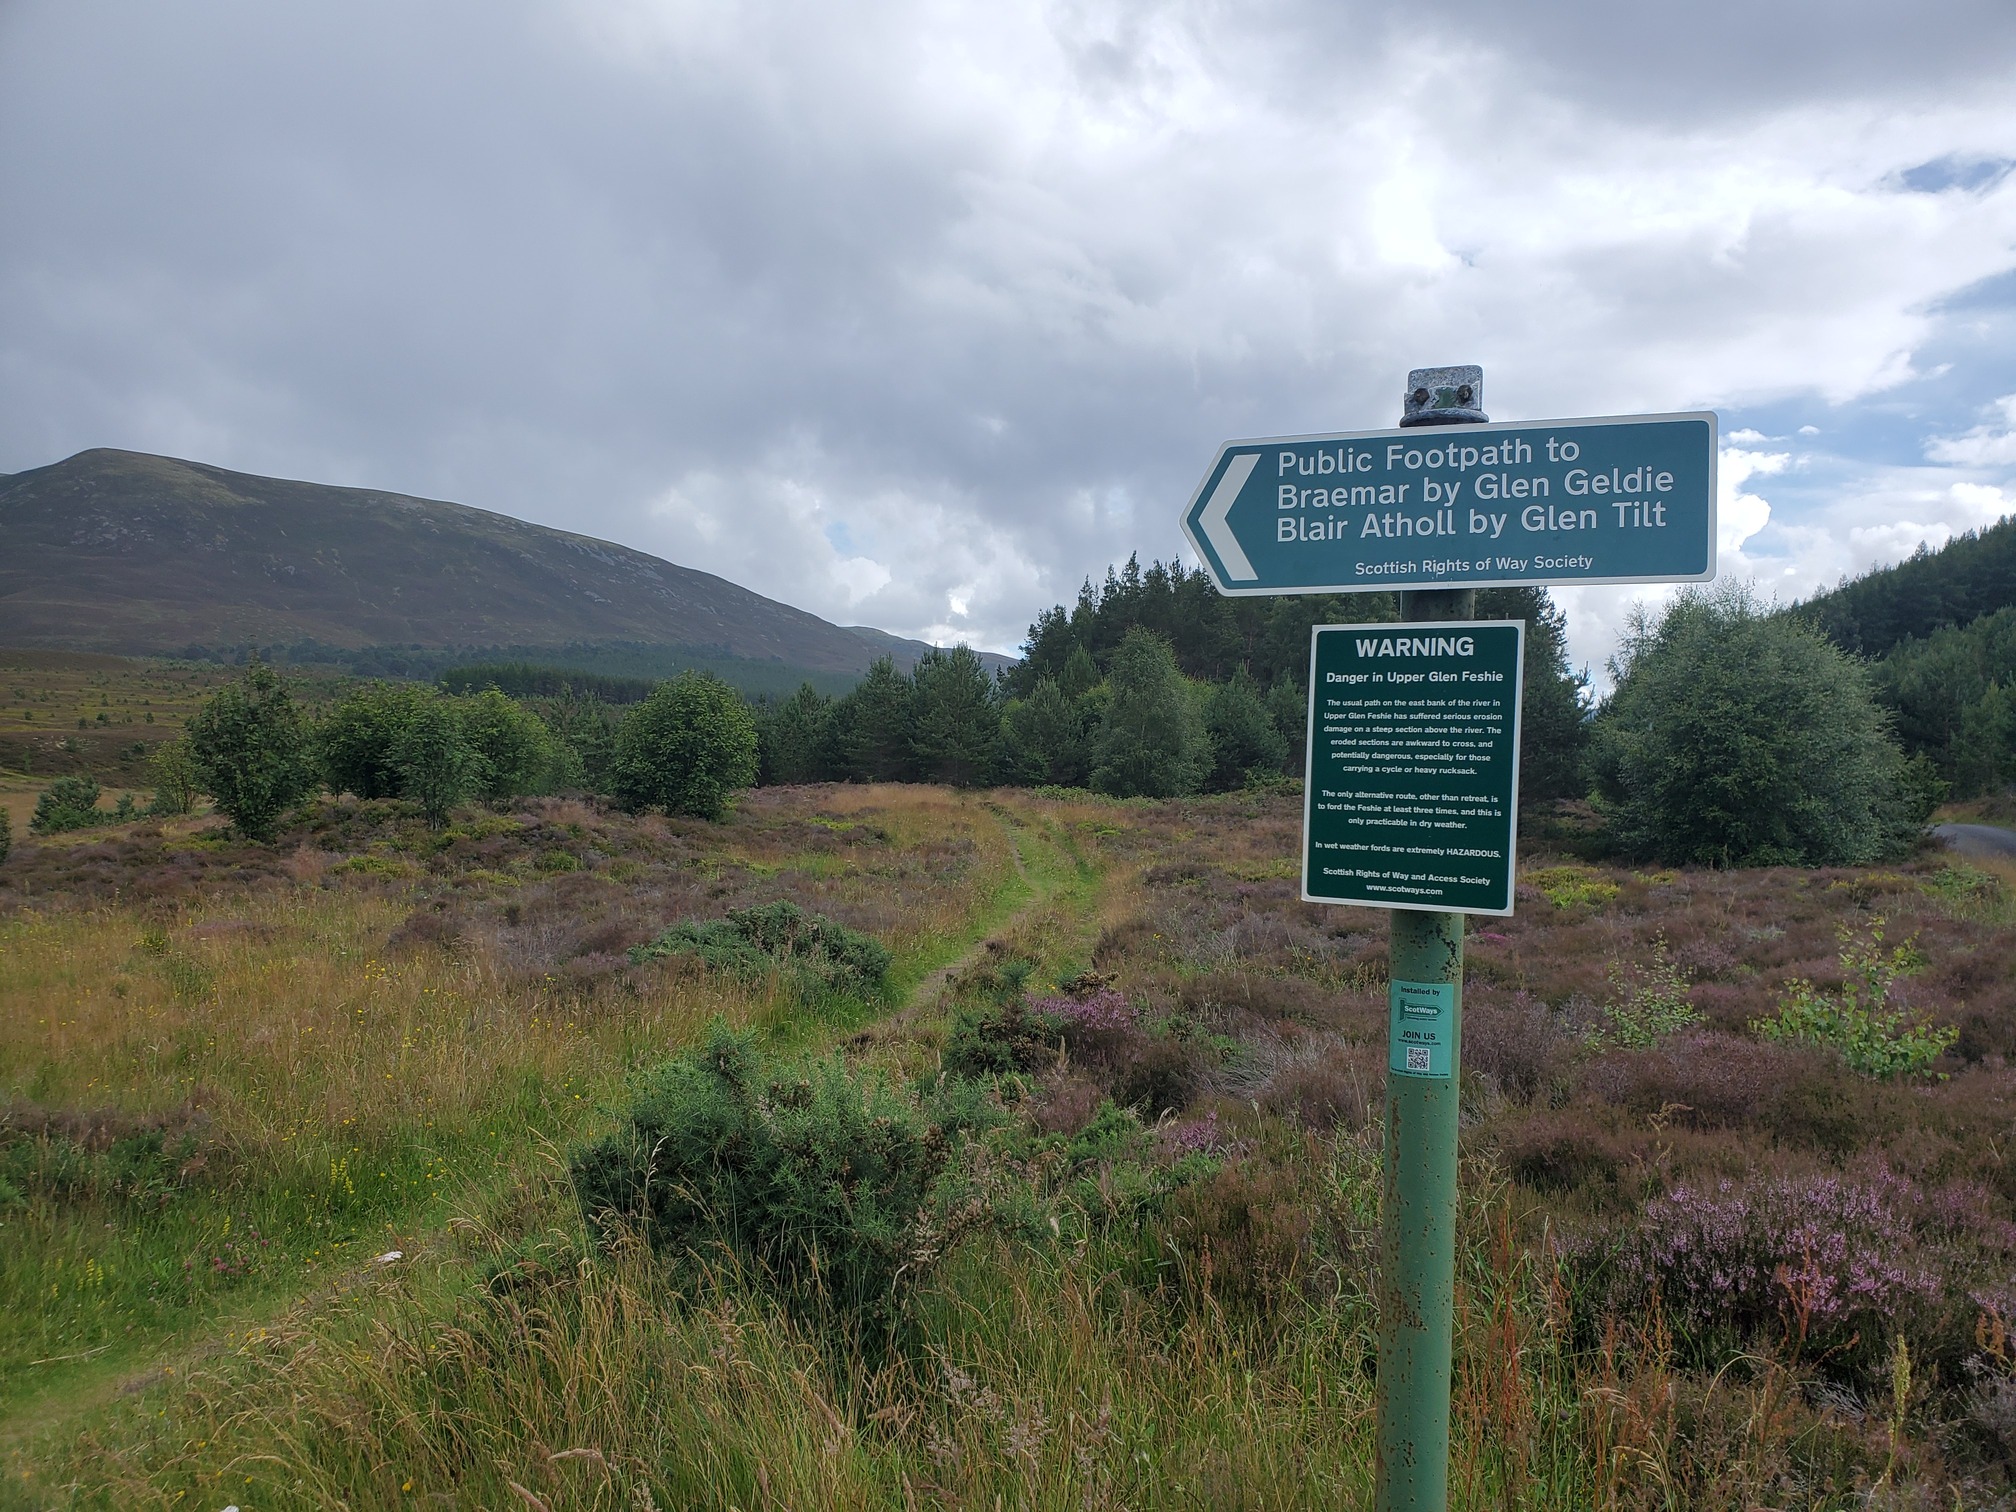 Public Footpath to
Braemar by Glen Geldie
Blair Atholl by Glen Tilt
Scottish Rights of Way Society
WARNING
Danger in Upper Glen Feshie
The usual path on the east bank of the river in
Upper Glen Feshie has suffered serious erosion
damage on a steep section above the river. The
eroded sections are awkward to cross, and
potentially dangerous, especially for those
carrying a cycle or heavy rucksack.
The only alternative route, other than retreat, is
to ford the Feshie at least three times, and this is
only practicable in dry weather.
In wet weather fords are extremely HAZARDOUS.
Scottish Rights of Way and Access Society
www.scotways.com
Installed by
ScotWays
JOIN US
www.scotways.com